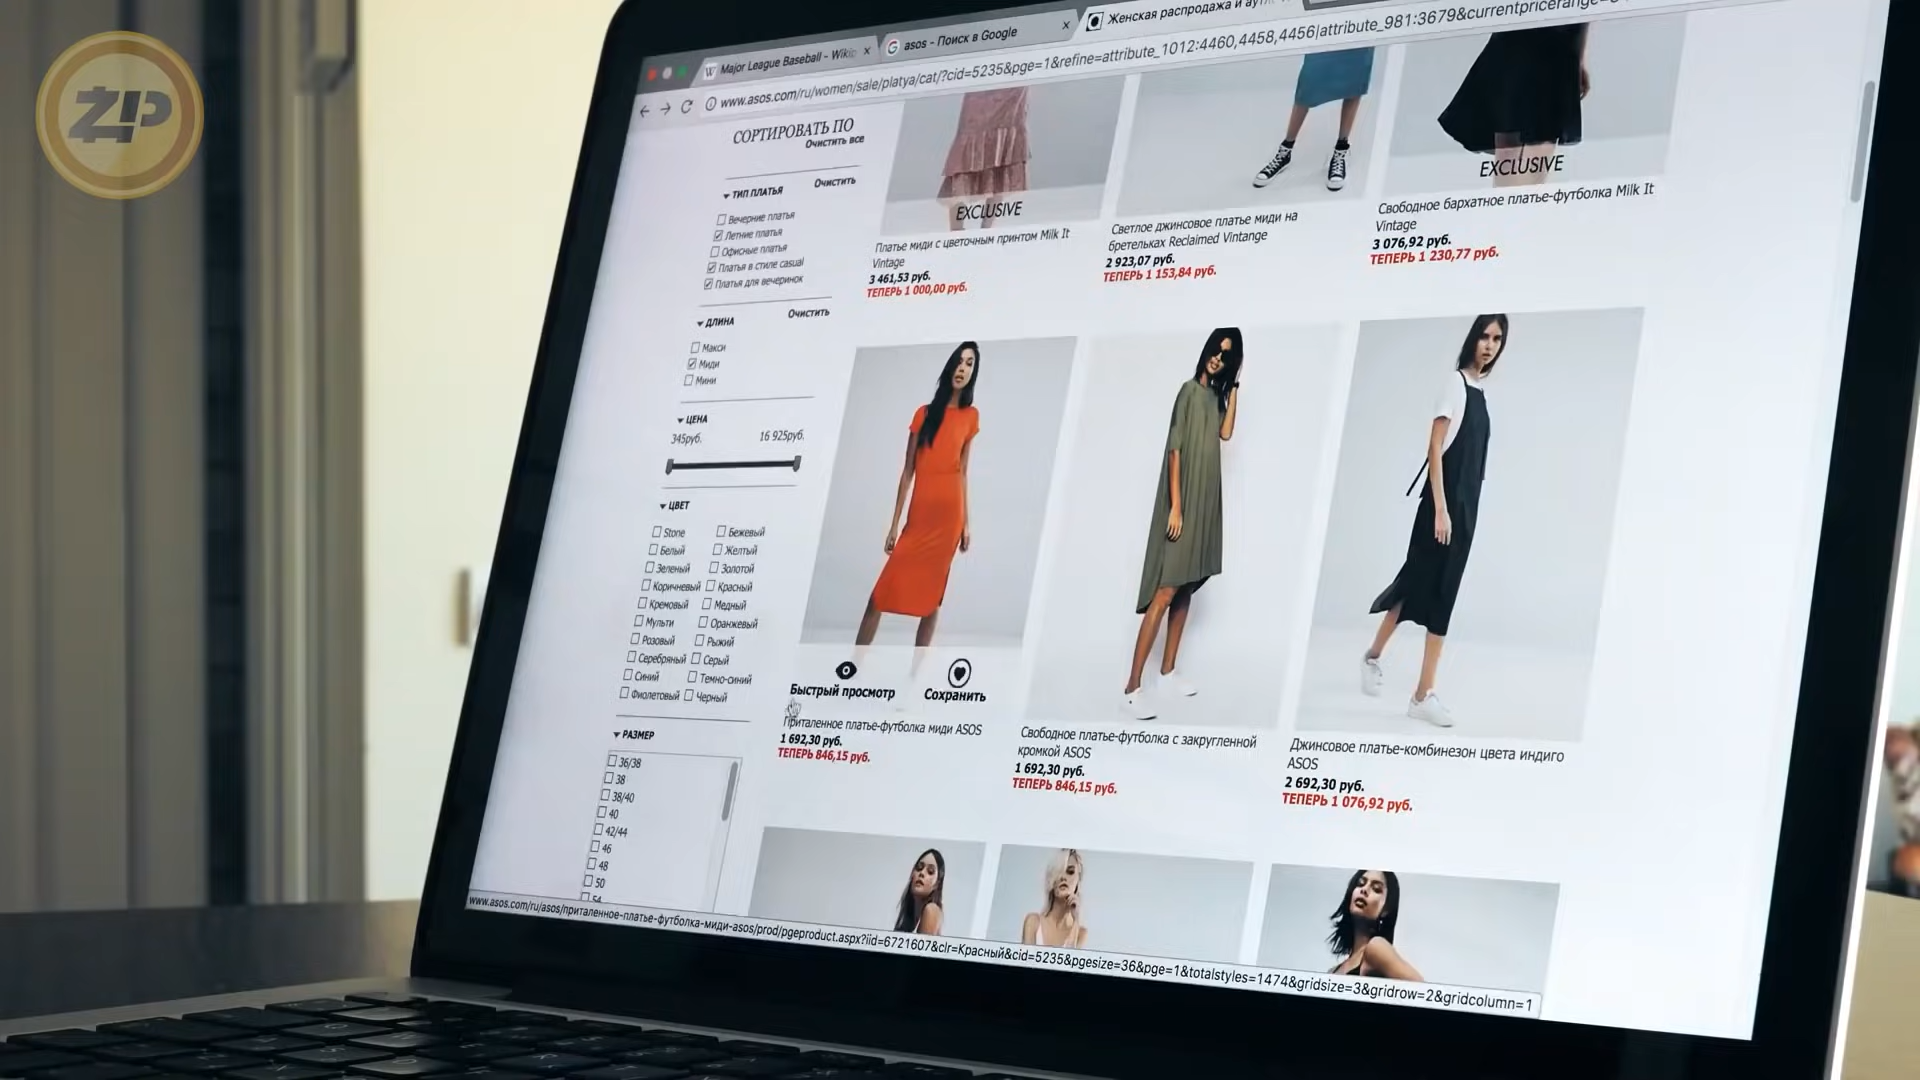 ZIP
Major League Baseball - Wiki
asos - Поиск в Google
Женская распродажа и
www.asos.com/ru/women/sale/platya/cat/?cid=5235&pge=1&refine=attribute_1012:4460,4458,4456|attribute_981:3679&currentpricerange=
СОРТИРОВАТЬ ПО
Очистить все
ТИП ПЛАТЬЯ
Очистить
Вечерние платья
Летние платья
Офисные платья
Платья в стиле casual
Платья для вечеринок
ДЛИНА
Очистить
Макси
Миди
Мини
ЦЕНА
345руб.
16 925руб.
ЦВЕТ
Stone
Бежевый
Белый
Желтый
Зеленый
Золотой
Коричневый
Красный
Кремовый
Медный
Мульти
Оранжевый
Розовый
Рыжий
Серебряный
Серый
Синий
Темно-синий
Фиолетовый
Черный
РАЗМЕР
36/38
38
38/40
40
42/44
46
48
50
54
EXCLUSIVE
Платье миди с цветочным принтом Milk It
Vintage
3 461,53 руб.
ТЕПЕРЬ 1 000,00 руб.
Светлое джинсовое платье миди на
бретельках Reclaimed Vintange
2 923,07 руб.
ТЕПЕРЬ 1 153,84 руб.
EXCLUSIVE
Свободное бархатное платье-футболка Milk It
Vintage
3 076,92 руб.
ТЕПЕРЬ 1 230,77 руб.
Быстрый просмотр
Сохранить
Приталенное платье-футболка миди ASOS
1 692,30 руб.
ТЕПЕРЬ 846,15 руб.
Свободное платье-футболка с закругленной
кромкой ASOS
1 692,30 руб.
ТЕПЕРЬ 846,15 руб.
Джинсовое платье-комбинезон цвета индиго
ASOS
2 692,30 руб.
ТЕПЕРЬ 1 076,92 руб.
www.asos.com/ru/asos/приталенное-платье-футболка-миди-asos/prod/pgeproduct.aspx?iid=6721607&clr=Красный&cid=5235&pgesize=36&pge=1&totalstyles=1474&gridsize=3&gridrow=2&gridcolumn=1